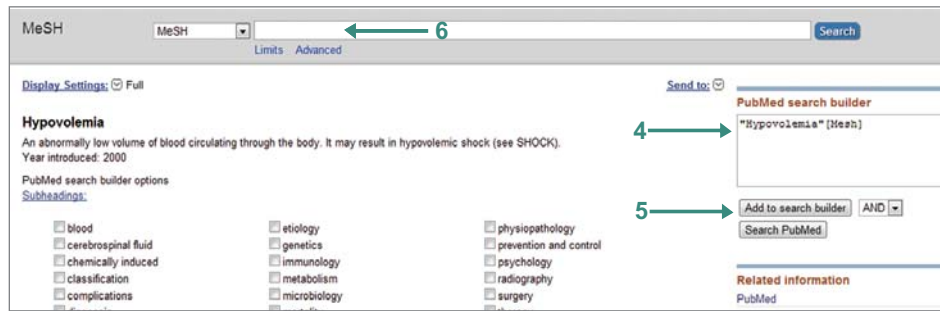 MeSH MeSH 6 Search
Limits Advanced
Display Settings: Full Send to:
PubMed search builder
Hypovolemia
4 "Hypovolemia"[Mesh]
An abnormally low volume of blood circulating through the body. It may result in hypovolemic shock (see SHOCK).
Year introduced: 2000
PubMed search builder options
Subheadings:
5 Add to search builder AND
Search PubMed
blood etiology physiopathology
cerebrospinal fluid genetics prevention and control
chemically induced immunology psychology
classification metabolism radiography
complications microbiology surgery
Related information
PubMed